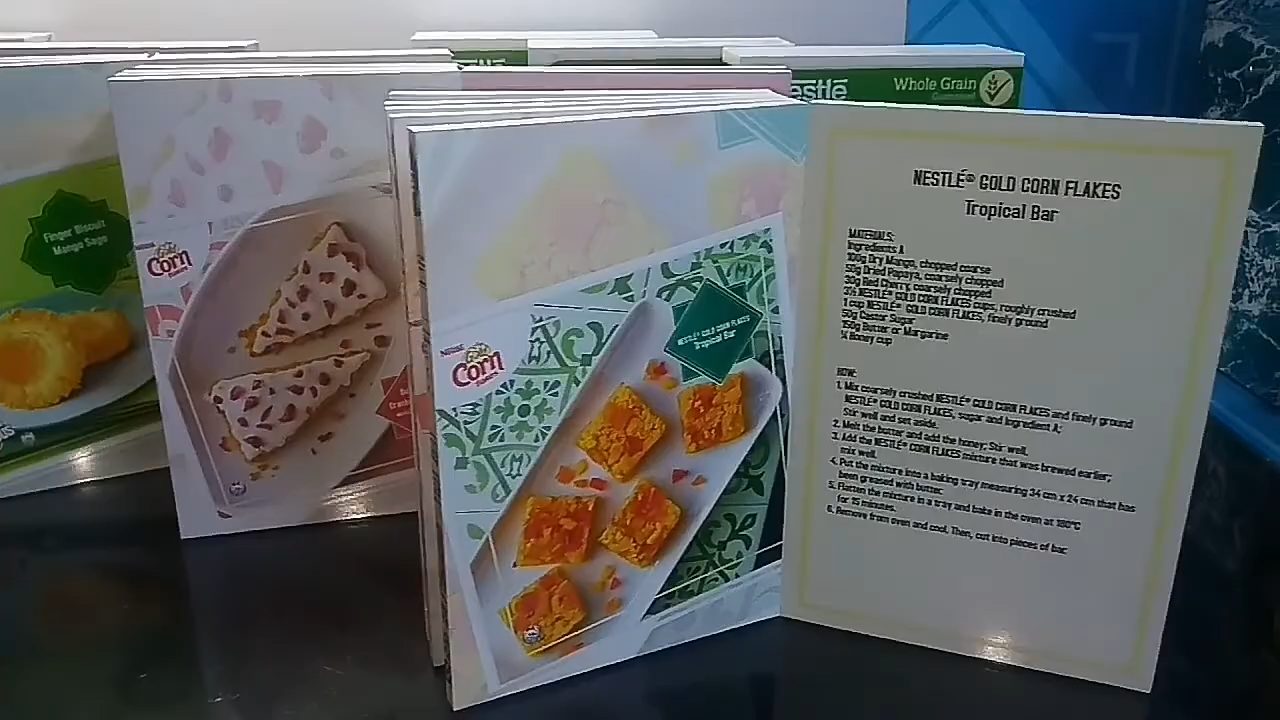 Nestlé
estlé
Whole Grain
Finger Biscuit
Mango Sago
Corn
Corn
NESTLÉ® GOLD CORN FLAKES
Tropical Bar
NESTLÉ® GOLD CORN FLAKES
Tropical Bar
MATERIALS:
Ingredients A
100g Dry Mango, chopped coarse
50g Dried Papaya, coarsely chopped
30g Red Cherry, coarsely chopped
NESTLÉ® GOLD CORN FLAKES, roughly crushed
1 cup NESTLÉ® GOLD CORN FLAKES, finely ground
50g Castor Sugar
Butter or Margarine
Honey cup
HOW:
1. Mix coarsely crushed NESTLÉ® GOLD CORN FLAKES and finely ground
NESTLÉ® GOLD CORN FLAKES, sugar and Ingredient A;
Stir well and set aside.
2. Melt the butter and add the honey; Stir well.
3. Add the NESTLÉ® GOLD CORN FLAKES mixture that was brewed earlier;
mix well.
4. Put the mixture into a baking tray measuring 34 cm x 24 cm that has
been greased with butter.
5. Flatten the mixture in a tray and bake in the oven at 180°C
for 15 minutes.
6. Remove from oven and cool. Then, cut into pieces of bar